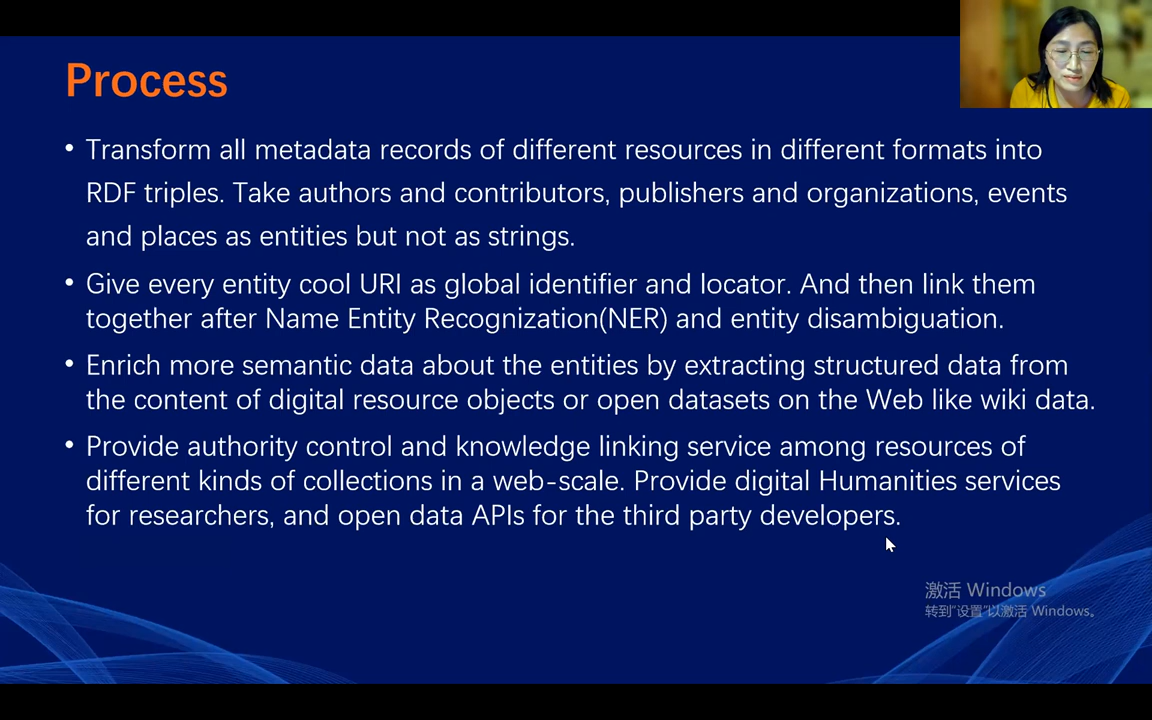 Process
• Transform all metadata records of different resources in different formats into
RDF triples. Take authors and contributors, publishers and organizations, events
and places as entities but not as strings.
• Give every entity cool URI as global identifier and locator. And then link them
together after Name Entity Recognization(NER) and entity disambiguation.
• Enrich more semantic data about the entities by extracting structured data from
the content of digital resource objects or open datasets on the Web like wiki data.
• Provide authority control and knowledge linking service among resources of
different kinds of collections in a web-scale. Provide digital Humanities services
for researchers, and open data APIs for the third party developers.
激活 Windows
转到"设置"以激活 Windows。